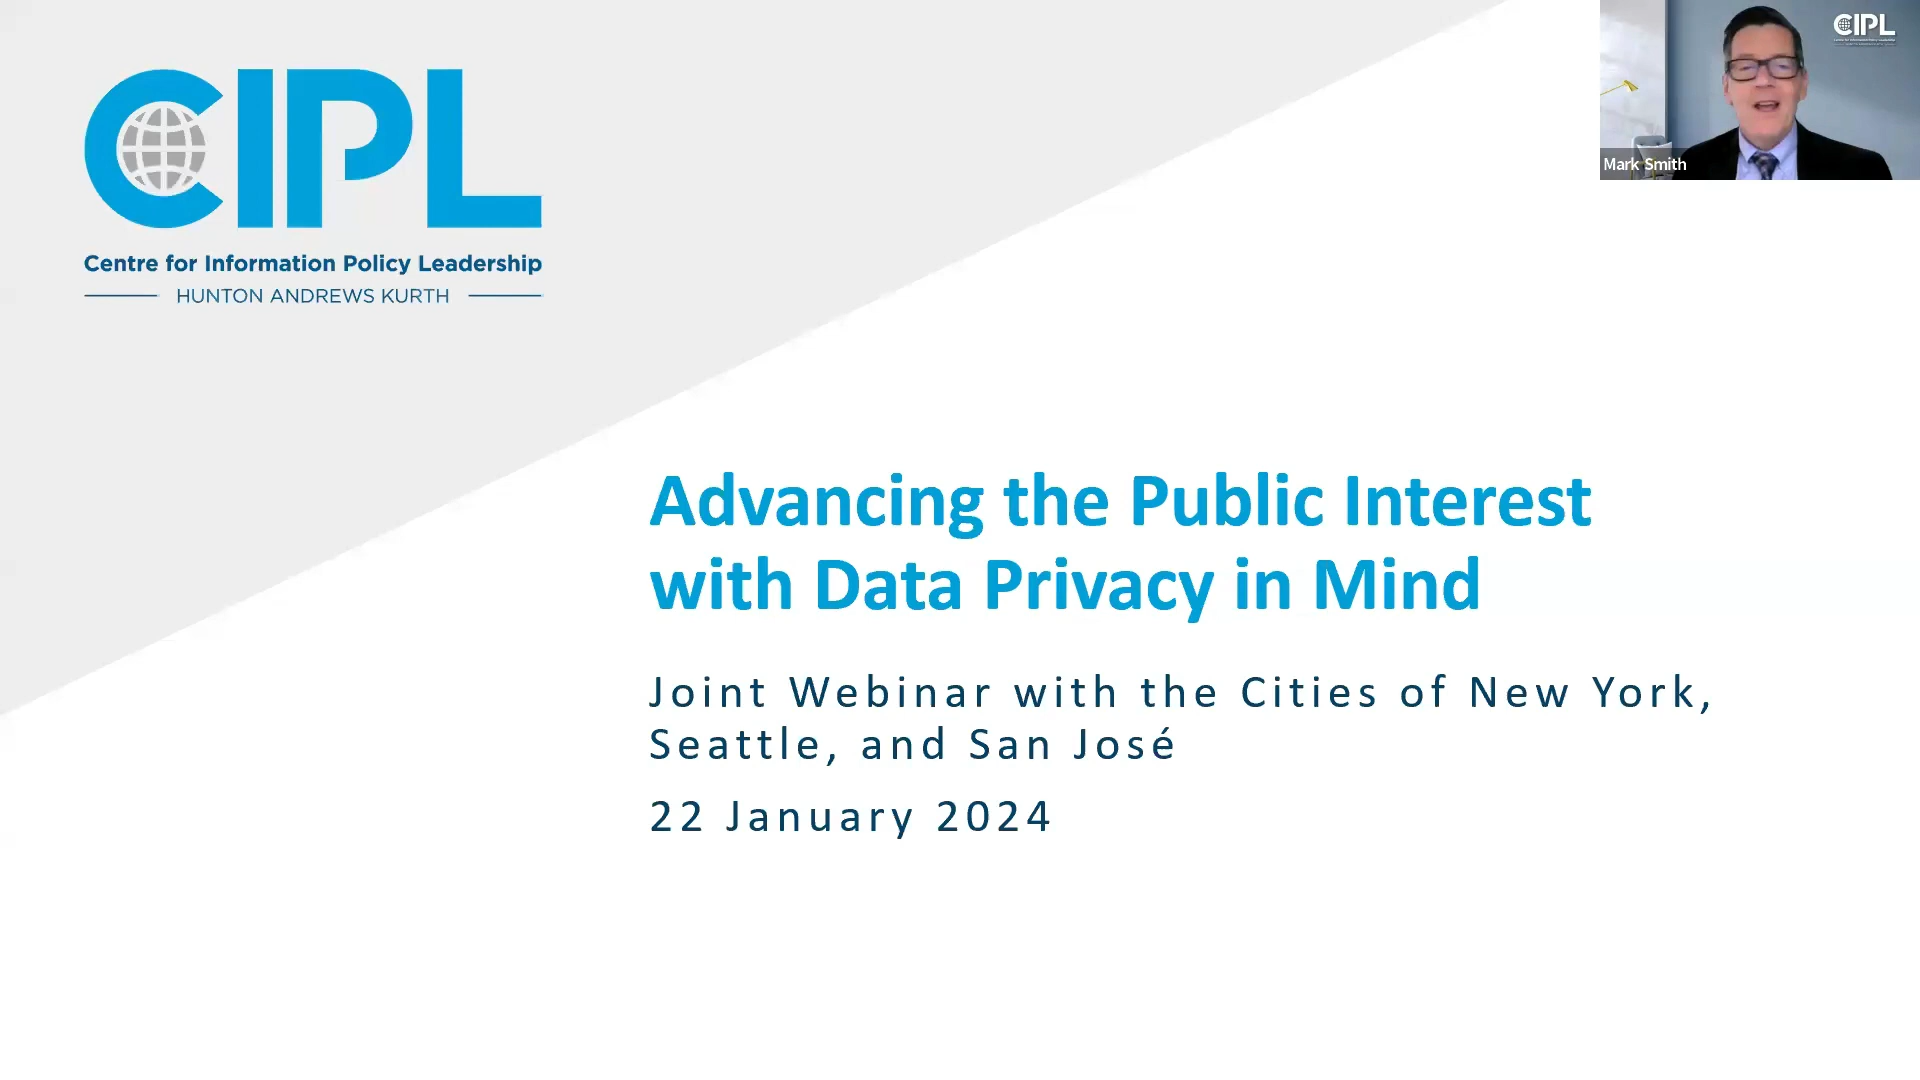 CIPL
Centre for Information Policy Leadership
HUNTON ANDREWS KURTH
CIPL
Mark Smith
Advancing the Public Interest
with Data Privacy in Mind
Joint Webinar with the Cities of New York,
Seattle, and San José
22 January 2024